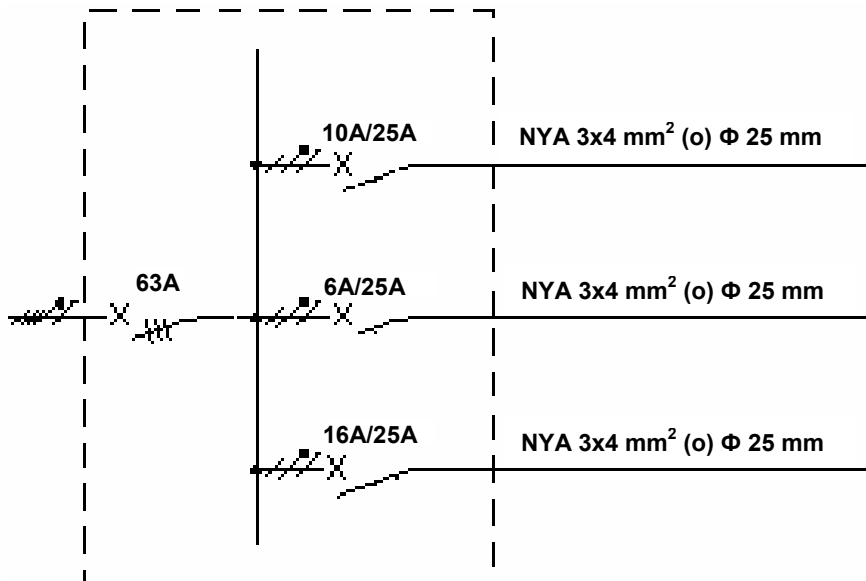 10A/25A
NYA 3x4 mm² (o) Φ 25 mm
63A
6A/25A
NYA 3x4 mm² (o) Φ 25 mm
16A/25A
NYA 3x4 mm² (o) Φ 25 mm